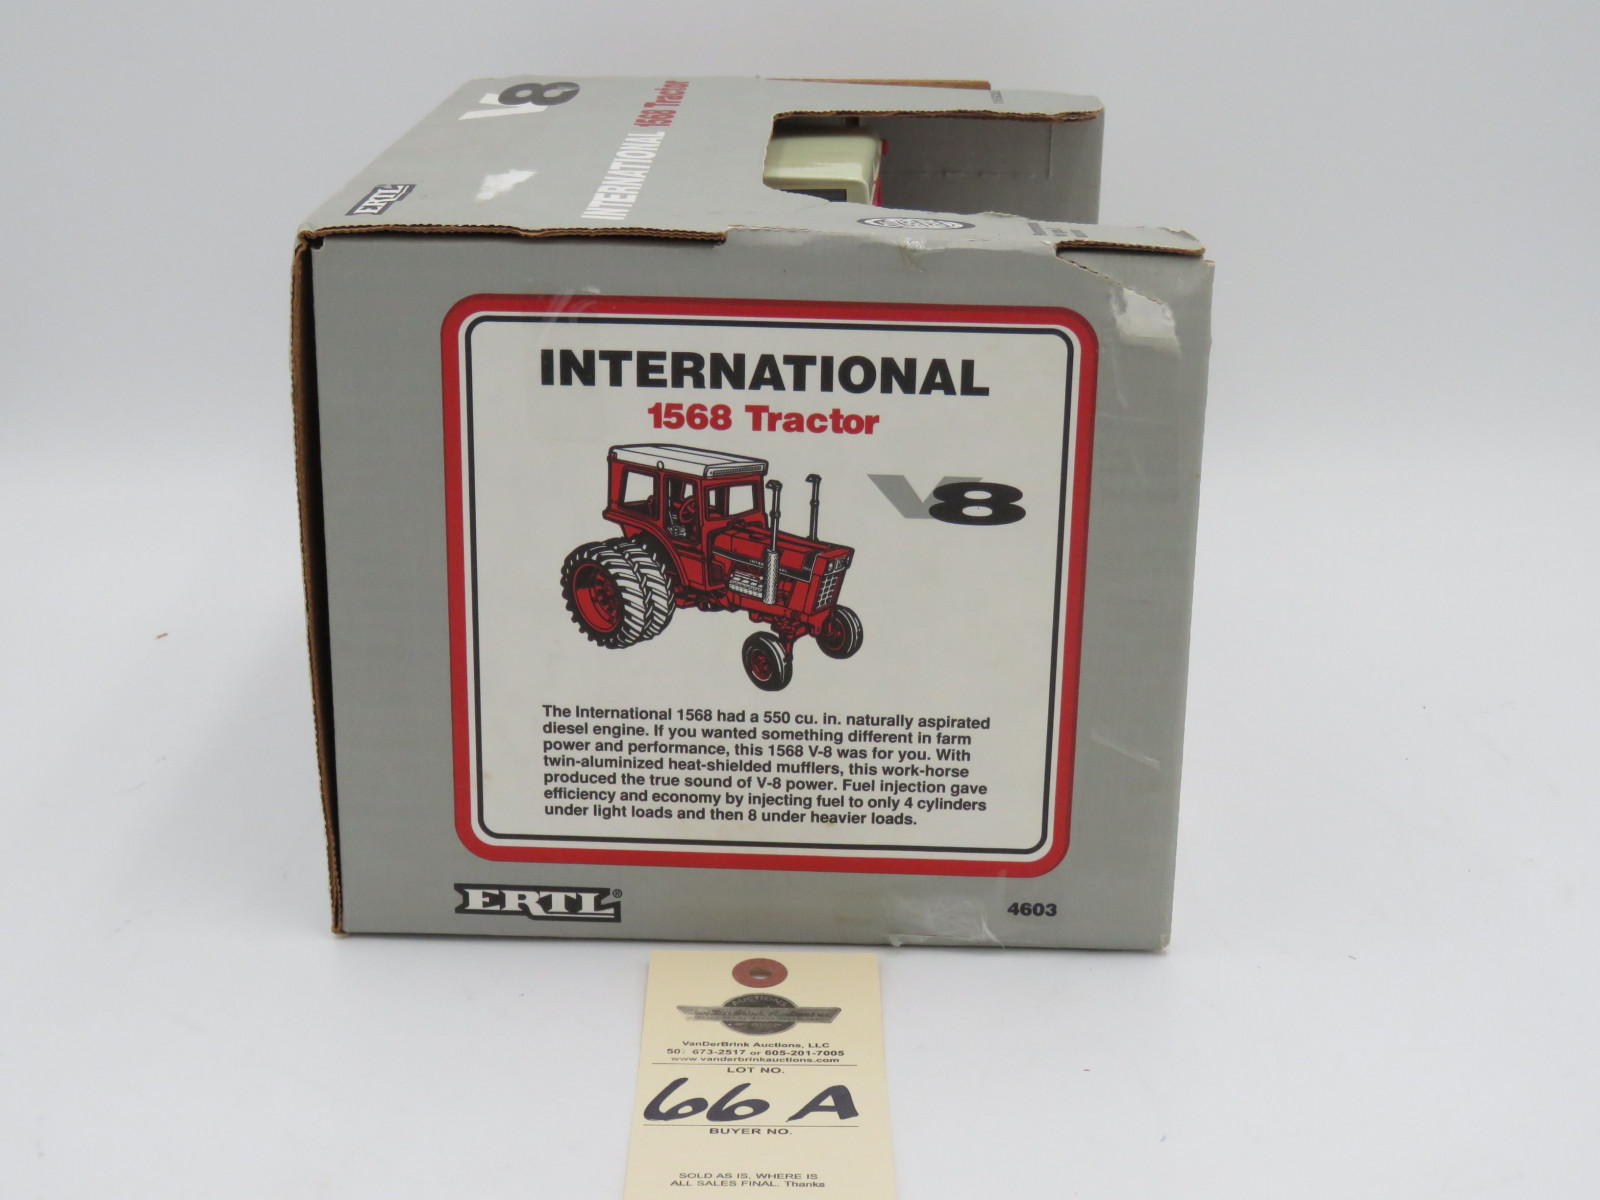 V8
INTERNATIONAL 1568 Tractor
ERTL
INTERNATIONAL
1568 Tractor
V8
The International 1568 had a 550 cu. in. naturally aspirated
diesel engine. If you wanted something different in farm
power and performance, this 1568 V-8 was for you. With
twin-aluminized heat-shielded mufflers, this work-horse
produced the true sound of V-8 power. Fuel injection gave
efficiency and economy by injecting fuel to only 4 cylinders
under light loads and then 8 under heavier loads.
ERTL®
4603
AUCTIONS
VanDerBrink Auctions, LLC
673-2517 or 605-201-7005
www.vanderbrinkauctions.com
LOT NO.
66 A
BUYER NO.
SOLD AS IS, WHERE IS
ALL SALES FINAL. Thanks